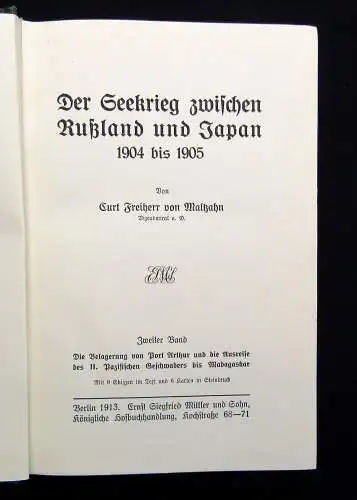 Der Seekrieg zwischen
Rußland und Japan
1904 bis 1905
Von
Curt Freiherr von Maltzahn
Vizeadmiral a. D.
Zweiter Band
Die Belagerung von Port Arthur und die Ausreise
des II. Pazifischen Geschwaders bis Madagaskar
Mit 9 Skizzen im Text und 6 Karten in Steindruck
Berlin 1913. Ernst Siegfried Mittler und Sohn,
Königliche Hofbuchhandlung, Kochstraße 68—71